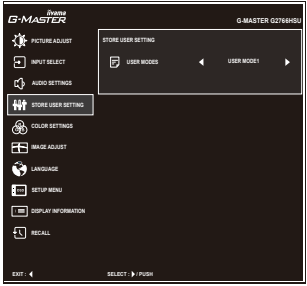 iiyama
G-MASTER
G-MASTER G2766HSU
PICTURE ADJUST
INPUT SELECT
AUDIO SETTINGS
STORE USER SETTING
COLOR SETTINGS
IMAGE ADJUST
LANGUAGE
SETUP MENU
DISPLAY INFORMATION
RECALL
STORE USER SETTING
USER MODES
USER MODE1
EXIT :
SELECT : / PUSH